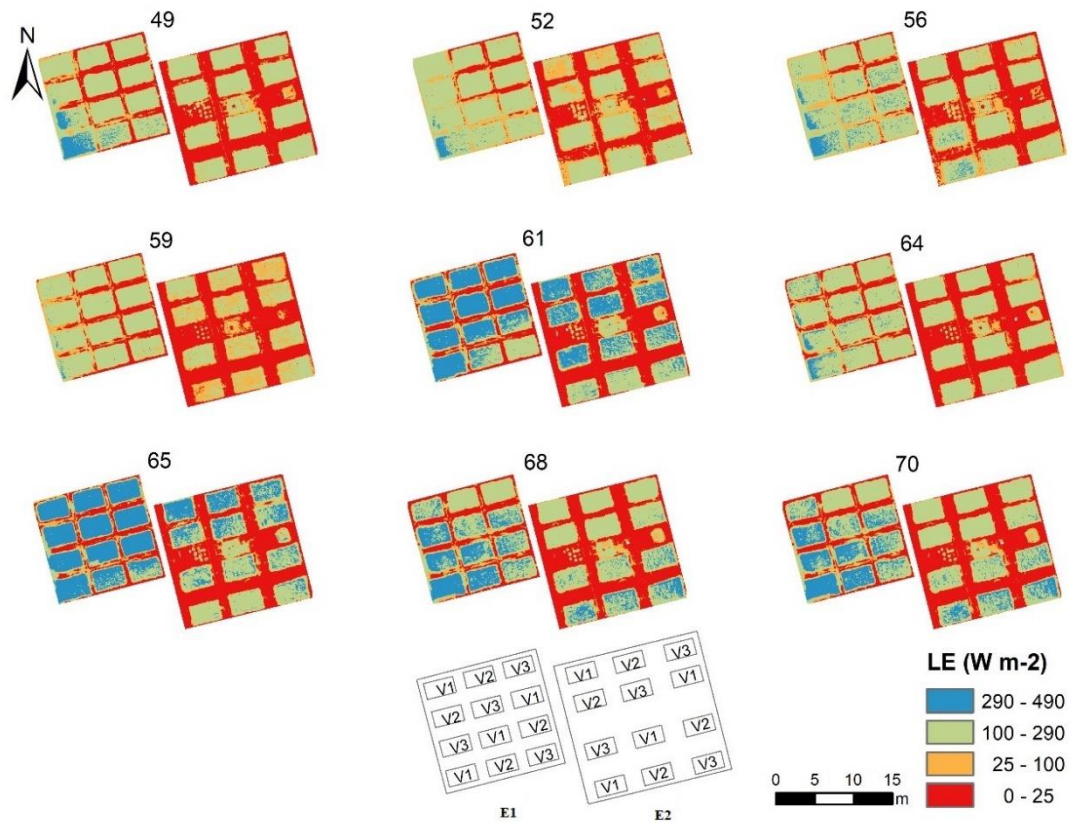 49 52 56
N
59 61 64
65 68 70
V1 V2 V3 V1 V2 V3
V2 V3 V1 V2 V3 V1
V3 V1 V2 V3 V1 V2
V1 V2 V3 V1 V2 V3
E1 E2
LE (W m-2)
290 - 490
100 - 290
25 - 100
0 - 25
0 5 10 15
m